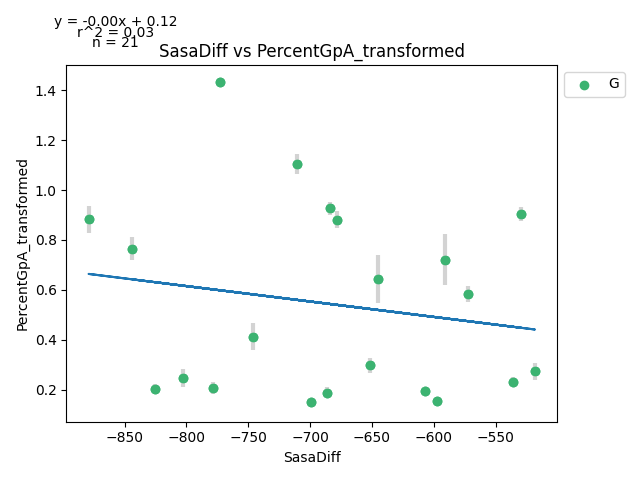 y = -0.00x + 0.12
r^2 = 0.03
n = 21
SasaDiff vs PercentGpA_transformed
G
PercentGpA_transformed
1.4
1.2
1.0
0.8
0.6
0.4
0.2
−850
−800
−750
−700
−650
−600
−550
SasaDiff